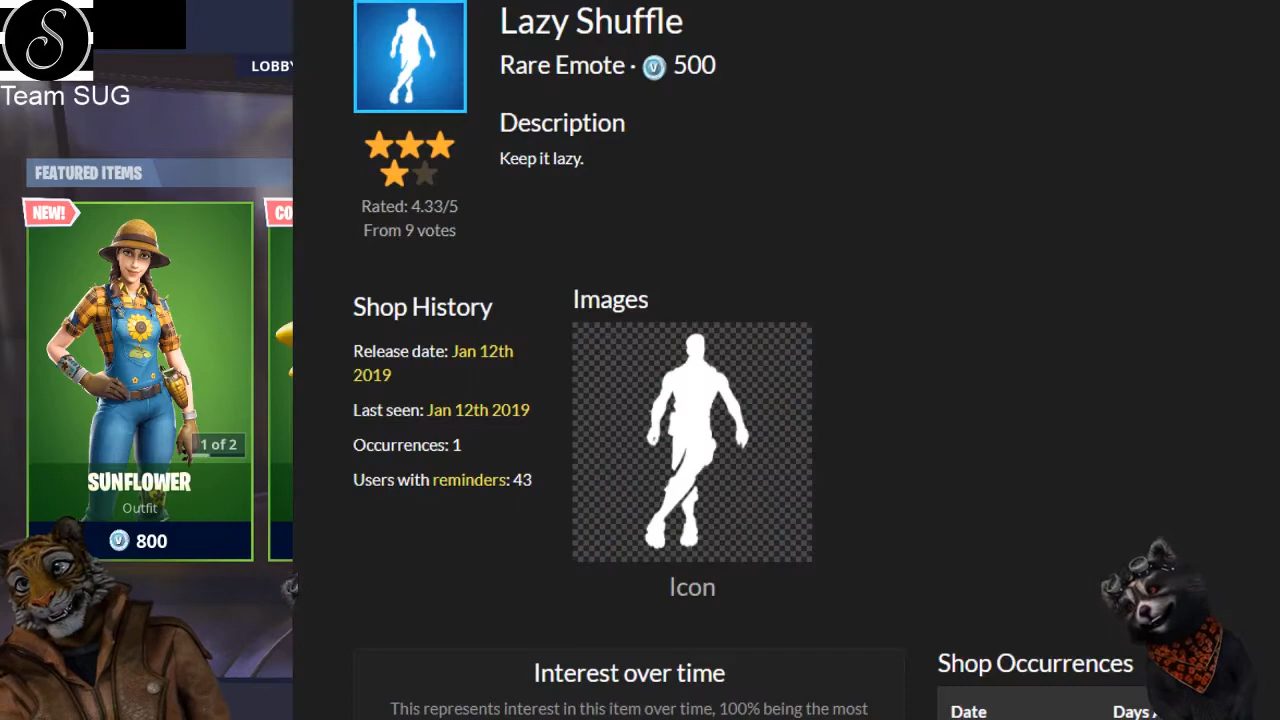 S
Team SUG
LOBBY
FEATURED ITEMS
NEW!
CO
1 of 2
SUNFLOWER
Outfit
V 800
Lazy Shuffle
Rare Emote · V 500
Description
Keep it lazy.
Rated: 4.33/5
From 9 votes
Shop History
Release date: Jan 12th
2019
Last seen: Jan 12th 2019
Occurrences: 1
Users with reminders: 43
Images
Icon
Interest over time
This represents interest in this item over time, 100% being the most
Shop Occurrences
Date
Days